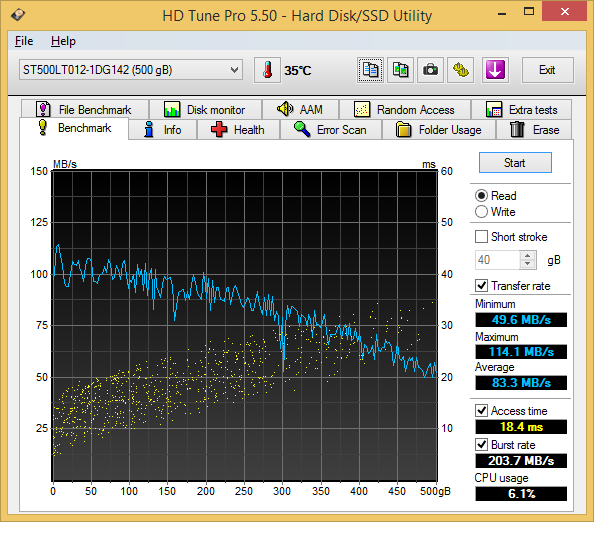 HD Tune Pro 5.50 - Hard Disk/SSD Utility
File Help
ST500LT012-1DG142 (500 gB)
35°C
Exit
File Benchmark Disk monitor AAM Random Access Extra tests
Benchmark Info Health Error Scan Folder Usage Erase
MB/s ms
150 60
125 50
100 40
75 30
50 20
25 10
0 50 100 150 200 250 300 350 400 450 500gB
Start
Read
Write
Short stroke
40 gB
Transfer rate
Minimum
49.6 MB/s
Maximum
114.1 MB/s
Average
83.3 MB/s
Access time
18.4 ms
Burst rate
203.7 MB/s
CPU usage
6.1%